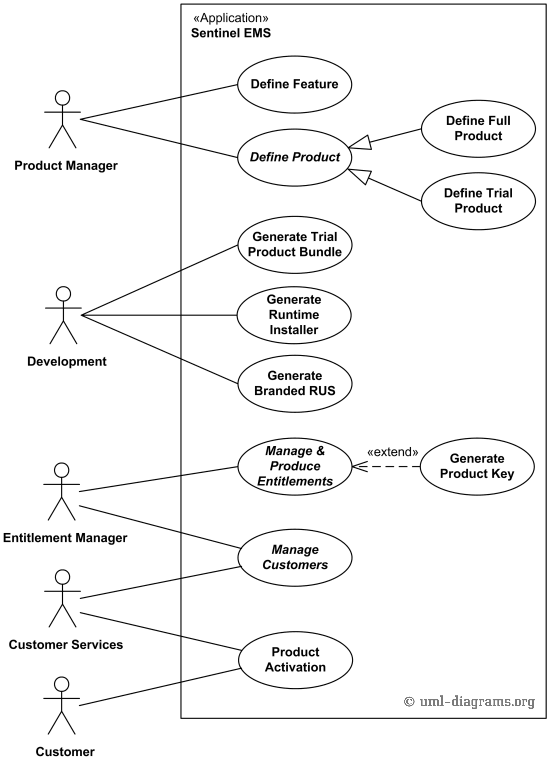 «Application»
Sentinel EMS
Define Feature
Define Full
Product
Define Product
Product Manager
Define Trial
Product
Generate Trial
Product Bundle
Generate
Runtime
Installer
Development
Generate
Branded RUS
Manage &
Produce
Entitlements
«extend»
Generate
Product Key
Entitlement Manager
Manage
Customers
Customer Services
Product
Activation
© uml-diagrams.org
Customer